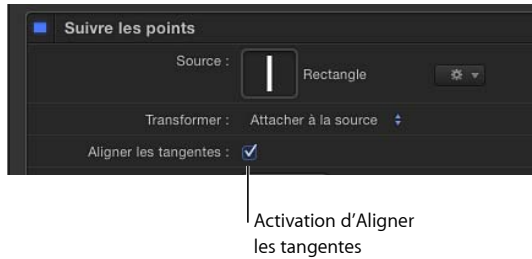 Suivre les points
Source : Rectangle
Transformer : Attacher à la source
Aligner les tangentes :
Activation d’Aligner
les tangentes